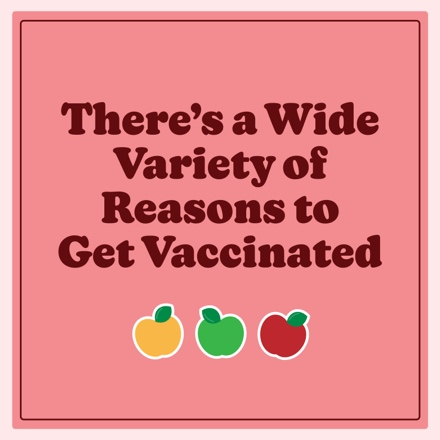 There’s a Wide
Variety of
Reasons to
Get Vaccinated